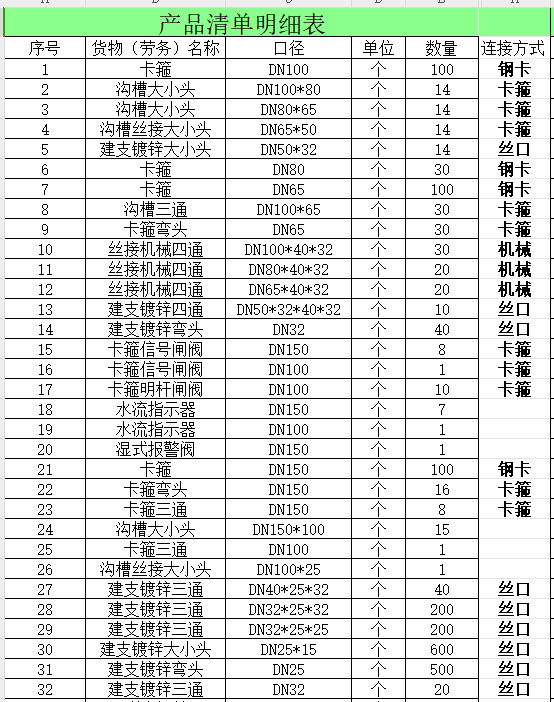 产品清单明细表
序号 货物（劳务）名称 口径 单位 数量 连接方式
1 卡箍 DN100 个 100 钢卡
2 沟槽大小头 DN100*80 个 14 卡箍
3 沟槽大小头 DN80*65 个 14 卡箍
4 沟槽丝接大小头 DN65*50 个 14 卡箍
5 建支镀锌大小头 DN50*32 个 14 丝口
6 卡箍 DN80 个 30 钢卡
7 卡箍 DN65 个 100 钢卡
8 沟槽三通 DN100*65 个 30 卡箍
9 卡箍弯头 DN65 个 30 卡箍
10 丝接机械四通 DN100*40*32 个 30 机械
11 丝接机械四通 DN80*40*32 个 20 机械
12 丝接机械四通 DN65*40*32 个 20 机械
13 建支镀锌四通 DN50*32*40*32 个 10 丝口
14 建支镀锌弯头 DN32 个 40 丝口
15 卡箍信号闸阀 DN150 个 8 卡箍
16 卡箍信号闸阀 DN100 个 1 卡箍
17 卡箍明杆闸阀 DN150 个 10 卡箍
18 水流指示器 DN150 个 7
19 水流指示器 DN100 个 1
20 湿式报警阀 DN150 个 1
21 卡箍 DN150 个 100 钢卡
22 卡箍弯头 DN150 个 16 卡箍
23 卡箍三通 DN150 个 8 卡箍
24 沟槽大小头 DN150*100 个 15
25 卡箍三通 DN100 个 1
26 沟槽丝接大小头 DN100*25 个 1
27 建支镀锌三通 DN40*25*32 个 40 丝口
28 建支镀锌三通 DN32*25*32 个 200 丝口
29 建支镀锌三通 DN32*25*25 个 200 丝口
30 建支镀锌大小头 DN25*15 个 600 丝口
31 建支镀锌弯头 DN25 个 500 丝口
32 建支镀锌三通 DN32 个 20 丝口